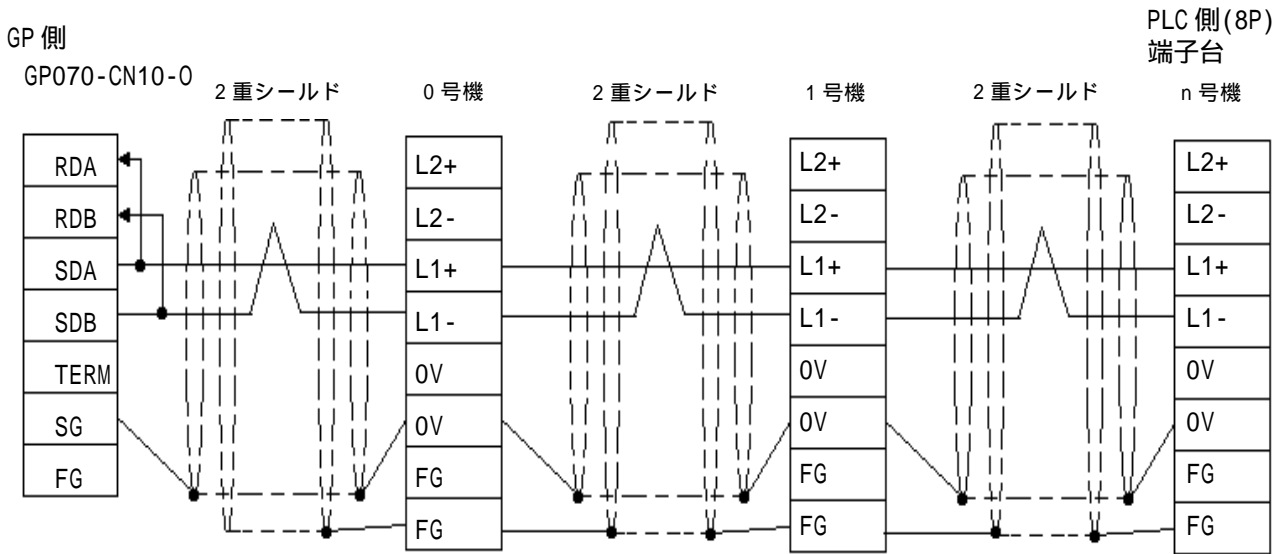 GP 側
GP070-CN10-O
PLC 側(8P)
端子台
2 重シールド
0 号機
2 重シールド
1 号機
2 重シールド
n 号機
RDA
RDB
SDA
SDB
TERM
SG
FG
L2+
L2-
L1+
L1-
0V
0V
FG
FG
L2+
L2-
L1+
L1-
0V
0V
FG
FG
L2+
L2-
L1+
L1-
0V
0V
FG
FG